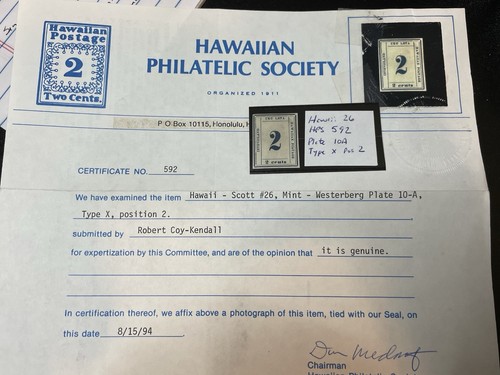 Hawaiian
Postage
2
Two Cents.
HAWAIIAN
PHILATELIC SOCIETY
ORGANIZED 1911
2
2
Hawaii 26
HPS 592
Plate 10A
Type X Pos 2
P O Box 10115, Honolulu, H
CERTIFICATE NO. 592
We have examined the item Hawaii - Scott #26, Mint - Westerberg Plate 10-A,
Type X, position 2.
submitted by Robert Coy-Kendall
for expertization by this Committee, and are of the opinion that it is genuine.
In certification thereof, we affix above a photograph of this item, tied with our Seal, on
this date 8/15/94
Chairman